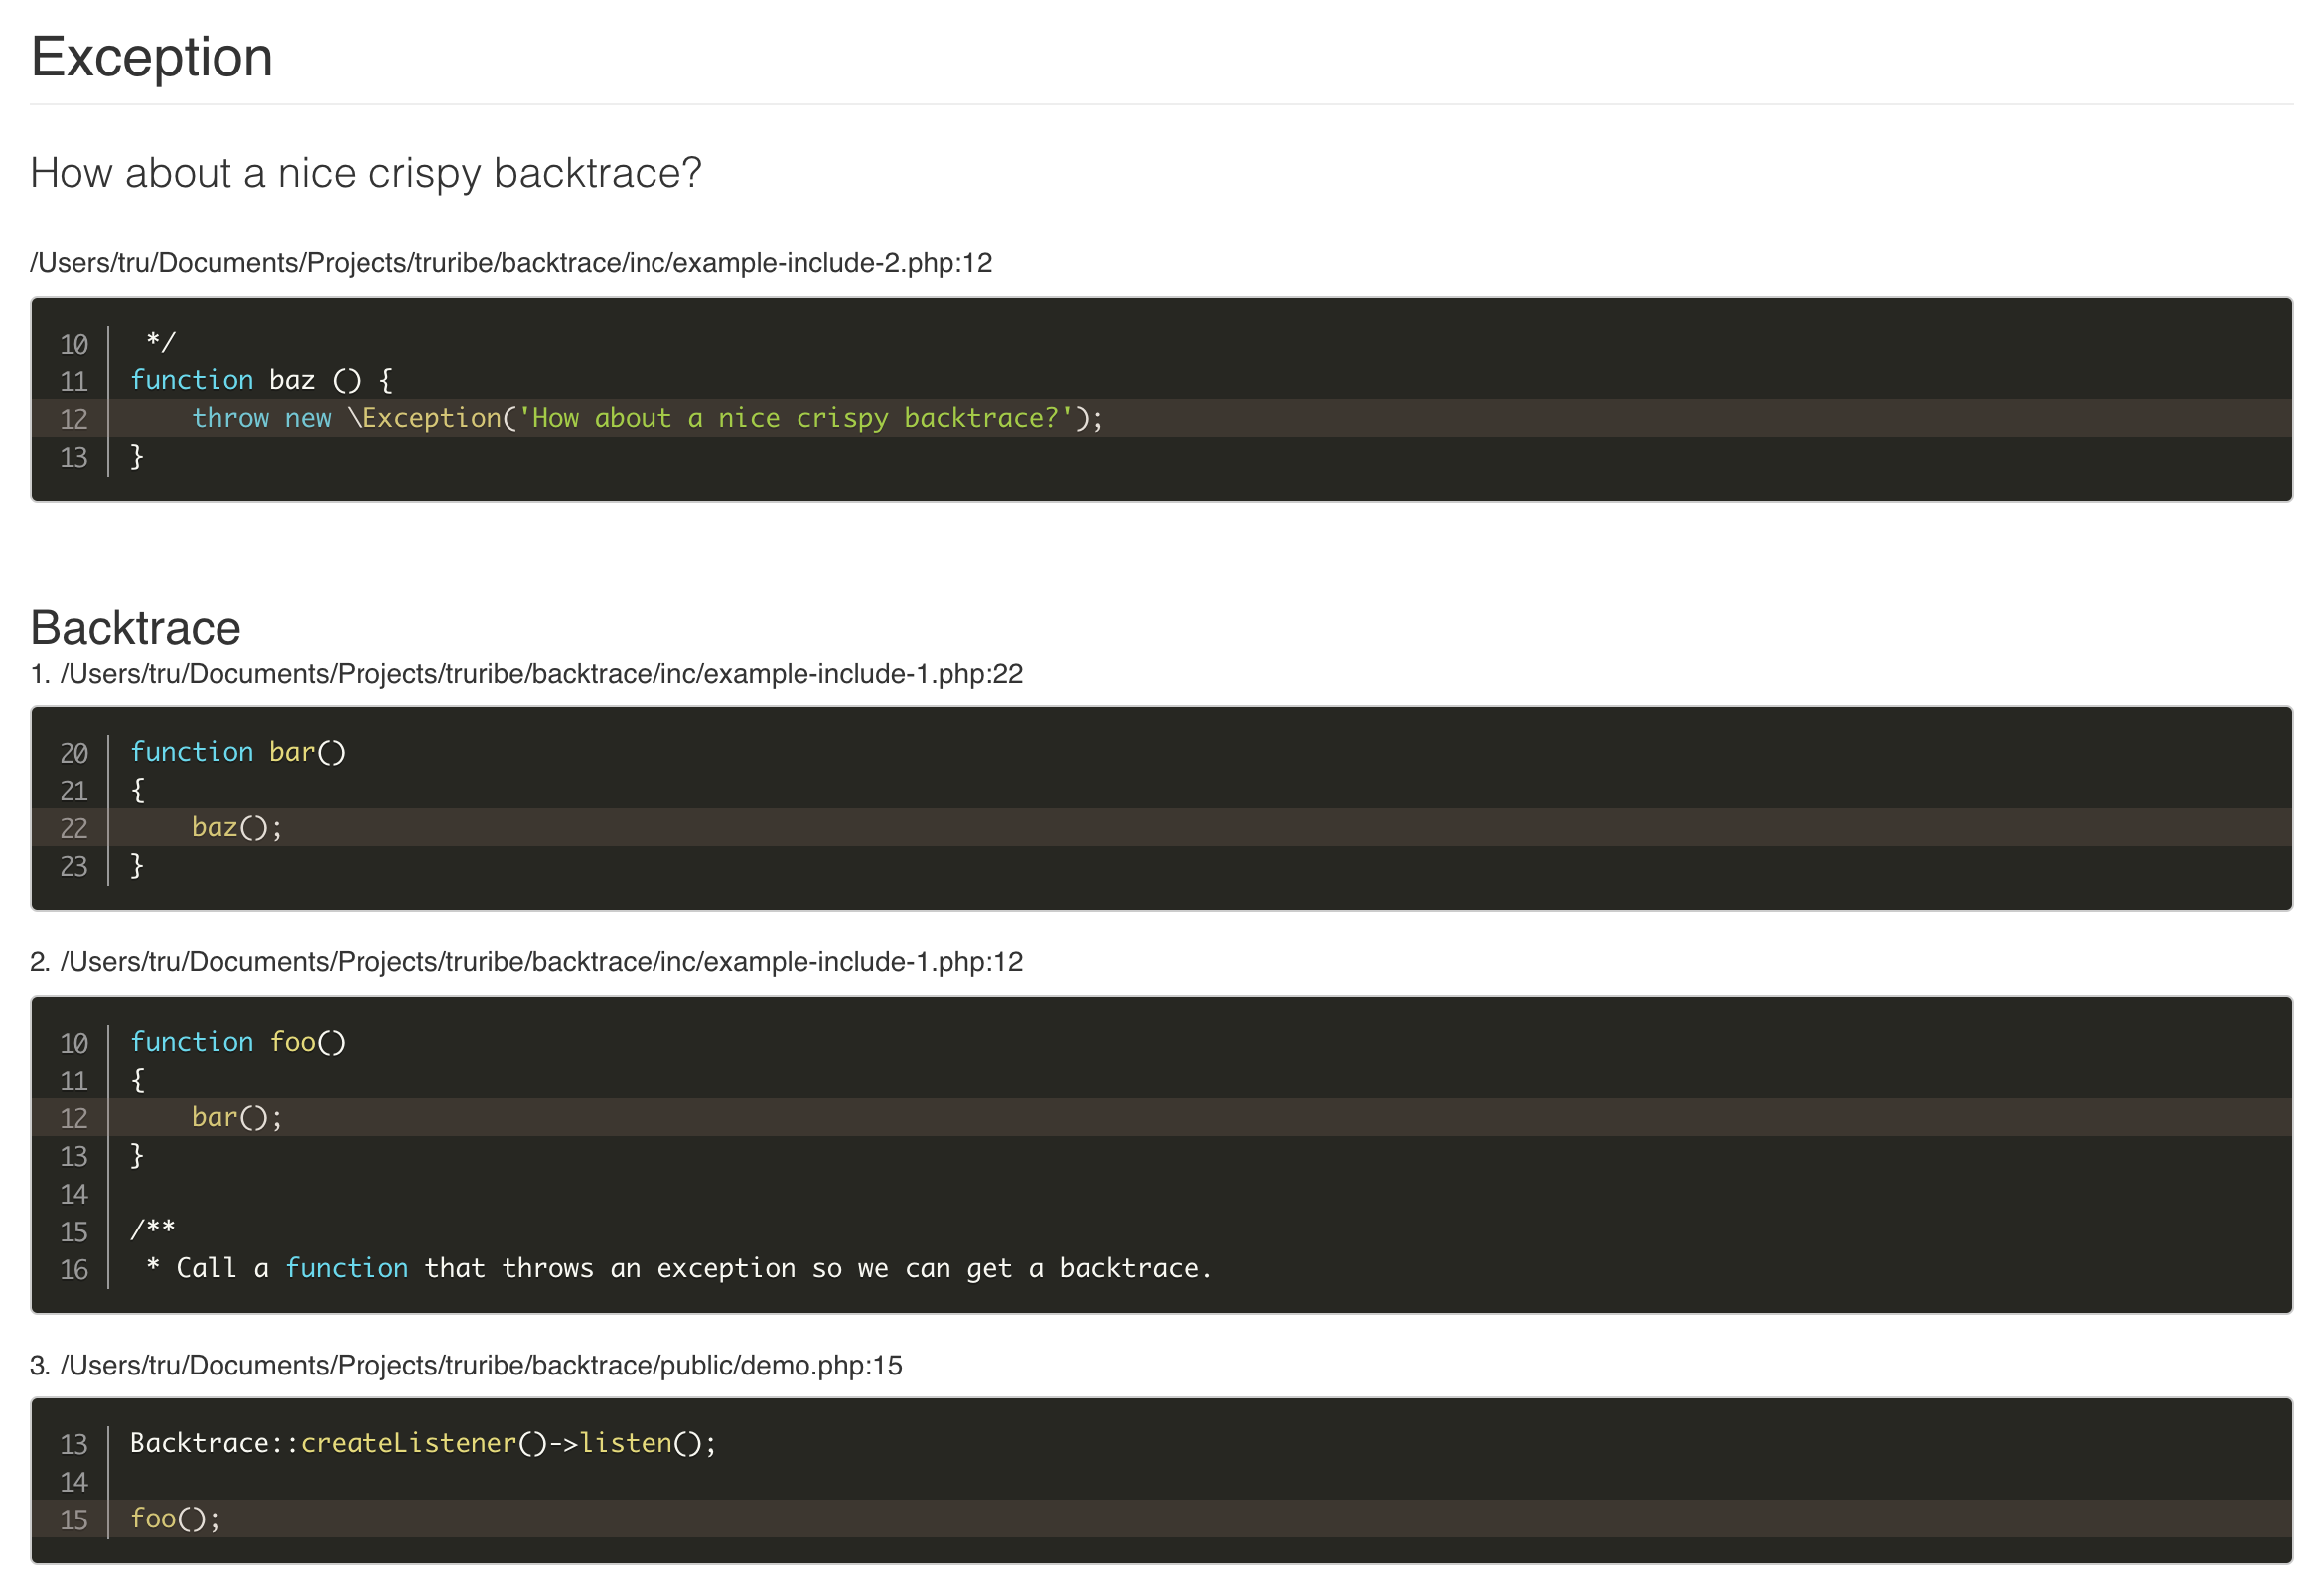 Exception
How about a nice crispy backtrace?
/Users/tru/Documents/Projects/truribe/backtrace/inc/example-include-2.php:12
10  */
11 function baz () {
12     throw new \Exception('How about a nice crispy backtrace?');
13 }
Backtrace
1. /Users/tru/Documents/Projects/truribe/backtrace/inc/example-include-1.php:22
20 function bar()
21 {
22     baz();
23 }
2. /Users/tru/Documents/Projects/truribe/backtrace/inc/example-include-1.php:12
10 function foo()
11 {
12     bar();
13 }
14
15 /**
16  * Call a function that throws an exception so we can get a backtrace.
3. /Users/tru/Documents/Projects/truribe/backtrace/public/demo.php:15
13 Backtrace::createListener()->listen();
14
15 foo();